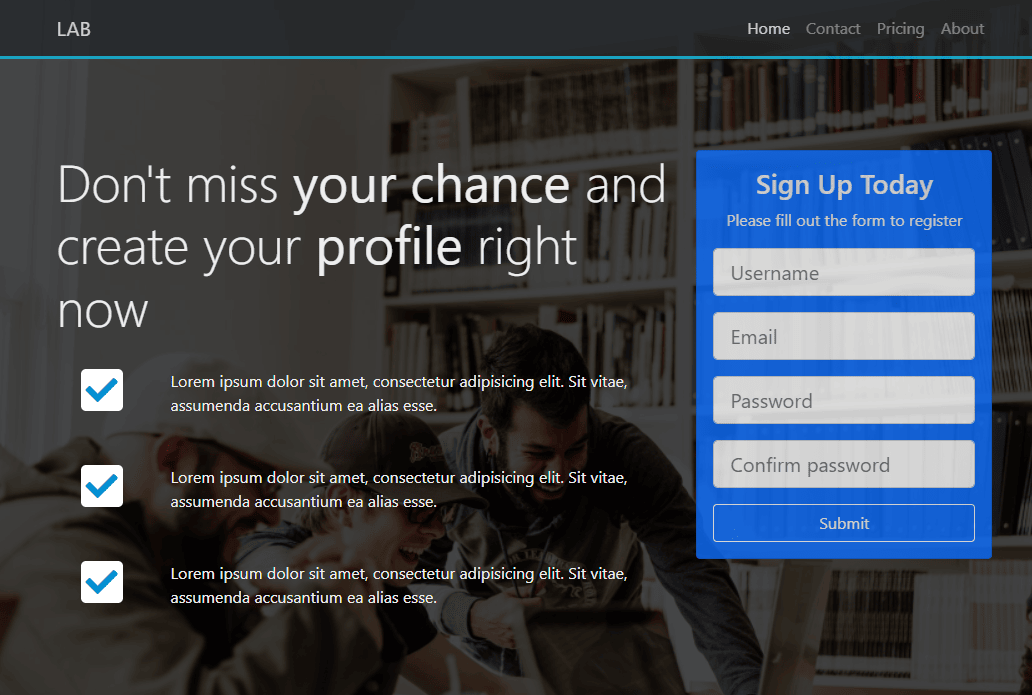 LAB
Home Contact Pricing About
Don't miss your chance and
create your profile right
now
Lorem ipsum dolor sit amet, consectetur adipisicing elit. Sit vitae,
assumenda accusantium ea alias esse.
Lorem ipsum dolor sit amet, consectetur adipisicing elit. Sit vitae,
assumenda accusantium ea alias esse.
Lorem ipsum dolor sit amet, consectetur adipisicing elit. Sit vitae,
assumenda accusantium ea alias esse.
Sign Up Today
Please fill out the form to register
Username
Email
Password
Confirm password
Submit